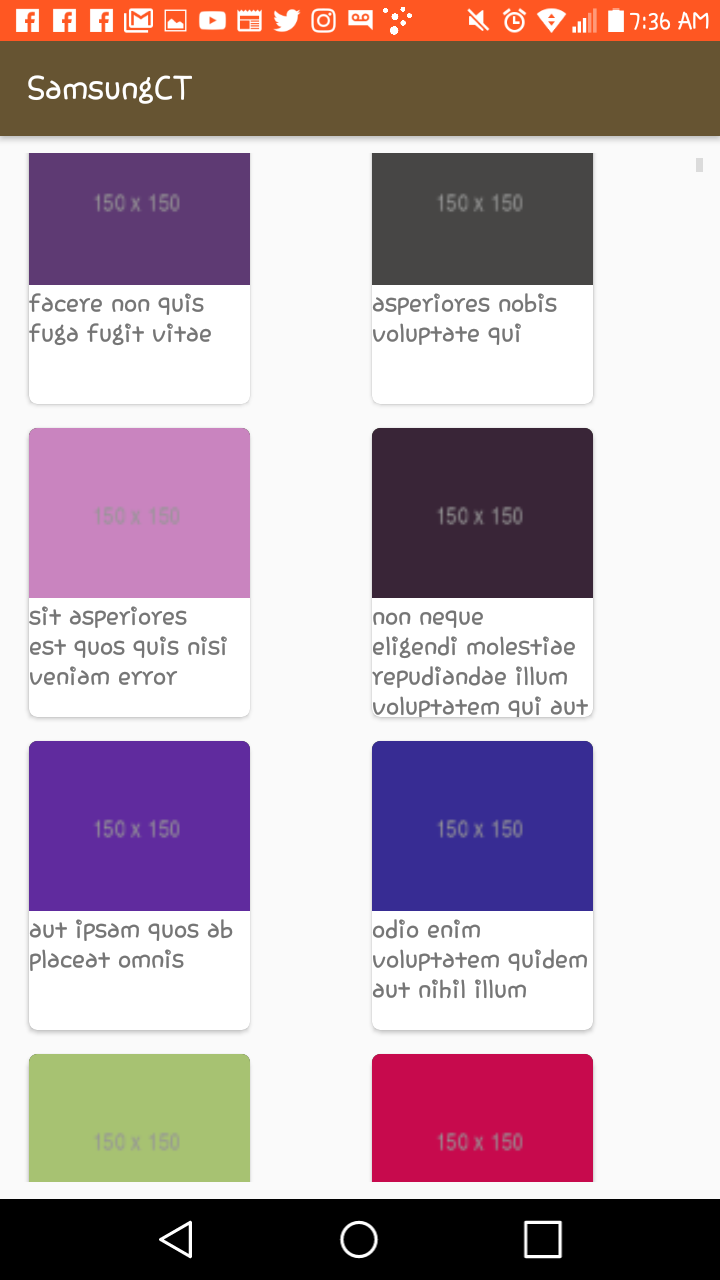 7:36 AM
SamsungCT
150 x 150
150 x 150
facere non quis
fuga fugit vitae
asperiores nobis
voluptate qui
150 x 150
150 x 150
sit asperiores
est quos quis nisi
veniam error
non neque
eligendi molestiae
repudiandae illum
voluptatem qui aut
150 x 150
150 x 150
aut ipsam quos ab
placeat omnis
odio enim
voluptatem quidem
aut nihil illum
150 x 150
150 x 150